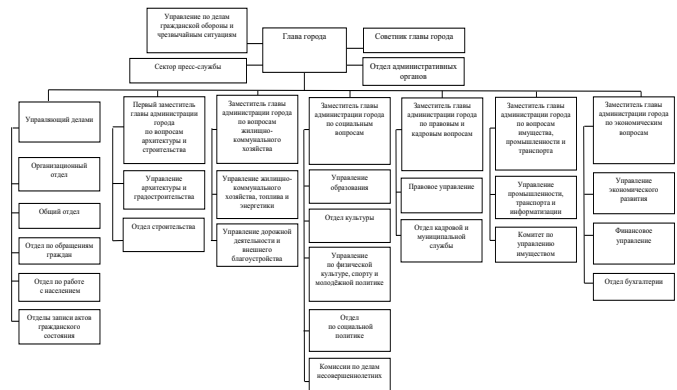 Управление по делам
гражданской обороны и
чрезвычайным ситуациям
Глава города
Советник главы города
Сектор пресс-службы
Отдел административных
органов
Управляющий делами
Первый заместитель
главы администрации
города
по вопросам
архитектуры и
строительства
Заместитель главы
администрации города
по вопросам
жилищно-
коммунального
хозяйства
Заместитель главы
администрации города
по социальным
вопросам
Заместитель главы
администрации города
по правовым и
кадровым вопросам
Заместитель главы
администрации города
по вопросам
имущества,
промышленности и
транспорта
Заместитель главы
администрации города
по экономическим
вопросам
Организационный
отдел
Общий отдел
Отдел по обращениям
граждан
Отдел по работе
с населением
Отделы записи актов
гражданского
состояния
Управление
архитектуры и
градостроительства
Отдел строительства
Управление жилищно-
коммунального
хозяйства, топлива и
энергетики
Управление дорожной
деятельности и
внешнего
благоустройства
Управление
образования
Отдел культуры
Управление
по физической
культуре, спорту и
молодёжной политике
Отдел
по социальной
политике
Комиссии по делам
несовершеннолетних
Правовое управление
Отдел кадровой и
муниципальной
службы
Управление
промышленности,
транспорта и
информатизации
Комитет по
управлению
имуществом
Управление
экономического
развития
Финансовое
управление
Отдел бухгалтерии